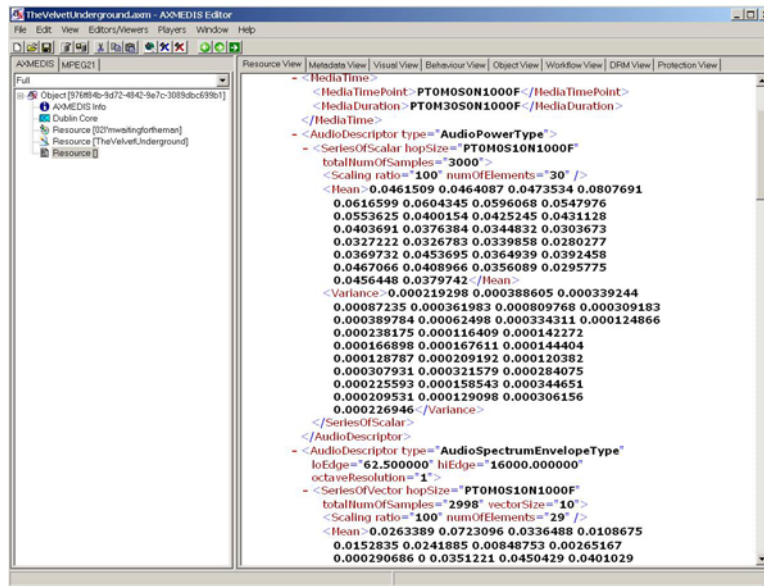 TheVelvetUnderground.axm - AXMEDIS Editor
File Edit View Editors/Viewers Players Window Help
AXMEDIS MPEG21
Resource View Metadata View Visual View Behaviour View Object View Workflow View DRM View Protection View
Full
Object [976ff84b-9d72-4842-9e7c-3089dbc699b1]
AXMEDIS Info
Dublin Core
Resource [02I'mwaitingfortheman]
Resource [TheVelvetUnderground]
Resource []
- <MediaTime>
<MediaTimePoint>PT0M0S0N1000F</MediaTimePoint>
<MediaDuration>PT0M30S0N1000F</MediaDuration>
</MediaTime>
- <AudioDescriptor type="AudioPowerType">
- <SeriesOfScalar hopSize="PT0M0S10N1000F"
totalNumOfSamples="3000">
<Scaling ratio="100" numOfElements="30" />
<Mean>0.0461509 0.0464087 0.0473534 0.0807691
0.0616599 0.0604345 0.0596068 0.0547976
0.0553625 0.0400154 0.0425245 0.0431128
0.0403691 0.0376384 0.0344832 0.0303673
0.0327222 0.0326783 0.0339858 0.0280277
0.0369732 0.0453695 0.0364939 0.0392458
0.0467066 0.0408966 0.0356089 0.0295775
0.0456448 0.0379742</Mean>
<Variance>0.000219298 0.000388605 0.000339244
0.00087235 0.000361983 0.000809768 0.000309183
0.000389784 0.00062498 0.000334311 0.000124866
0.000238175 0.000116409 0.000142272
0.000166898 0.000167611 0.000144404
0.000128787 0.000209192 0.000120382
0.000307931 0.000321579 0.000284075
0.000225593 0.000158543 0.000344651
0.000209531 0.000129098 0.000306156
0.000226946</Variance>
</SeriesOfScalar>
</AudioDescriptor>
- <AudioDescriptor type="AudioSpectrumEnvelopeType"
loEdge="62.500000" hiEdge="16000.000000"
octaveResolution="1">
- <SeriesOfVector hopSize="PT0M0S10N1000F"
totalNumOfSamples="2998" vectorSize="10">
<Scaling ratio="100" numOfElements="29" />
<Mean>0.0263389 0.0723096 0.0336488 0.0108675
0.0152835 0.0241885 0.00848753 0.00265167
0.000290686 0 0.0351221 0.0450429 0.0401029